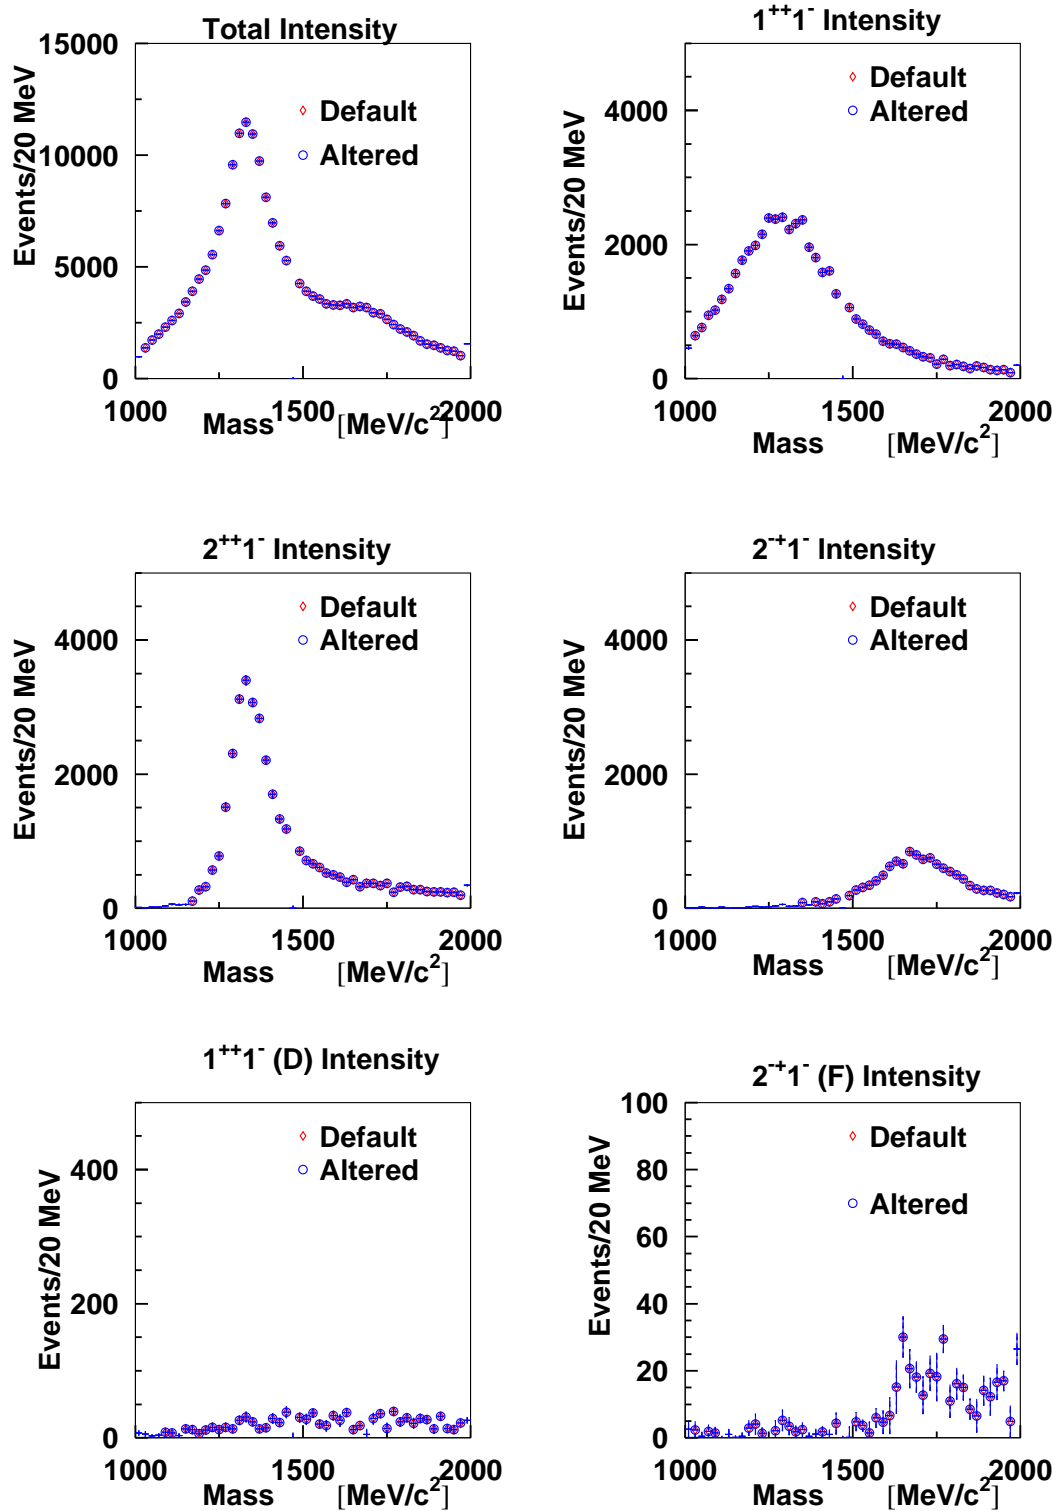 Total Intensity
Events/20 MeV
15000
10000
5000
0
Default
Altered
1000 1500 2000
Mass [MeV/c²]
1⁺⁺1⁻ Intensity
Events/20 MeV
4000
2000
0
Default
Altered
1000 1500 2000
Mass [MeV/c²]
2⁺⁺1⁻ Intensity
Events/20 MeV
4000
2000
0
Default
Altered
1000 1500 2000
Mass [MeV/c²]
2⁻⁺1⁻ Intensity
Events/20 MeV
4000
2000
0
Default
Altered
1000 1500 2000
Mass [MeV/c²]
1⁺⁺1⁻ (D) Intensity
Events/20 MeV
400
200
0
Default
Altered
1000 1500 2000
Mass [MeV/c²]
2⁻⁺1⁻ (F) Intensity
Events/20 MeV
100
80
60
40
20
0
Default
Altered
1000 1500 2000
Mass [MeV/c²]